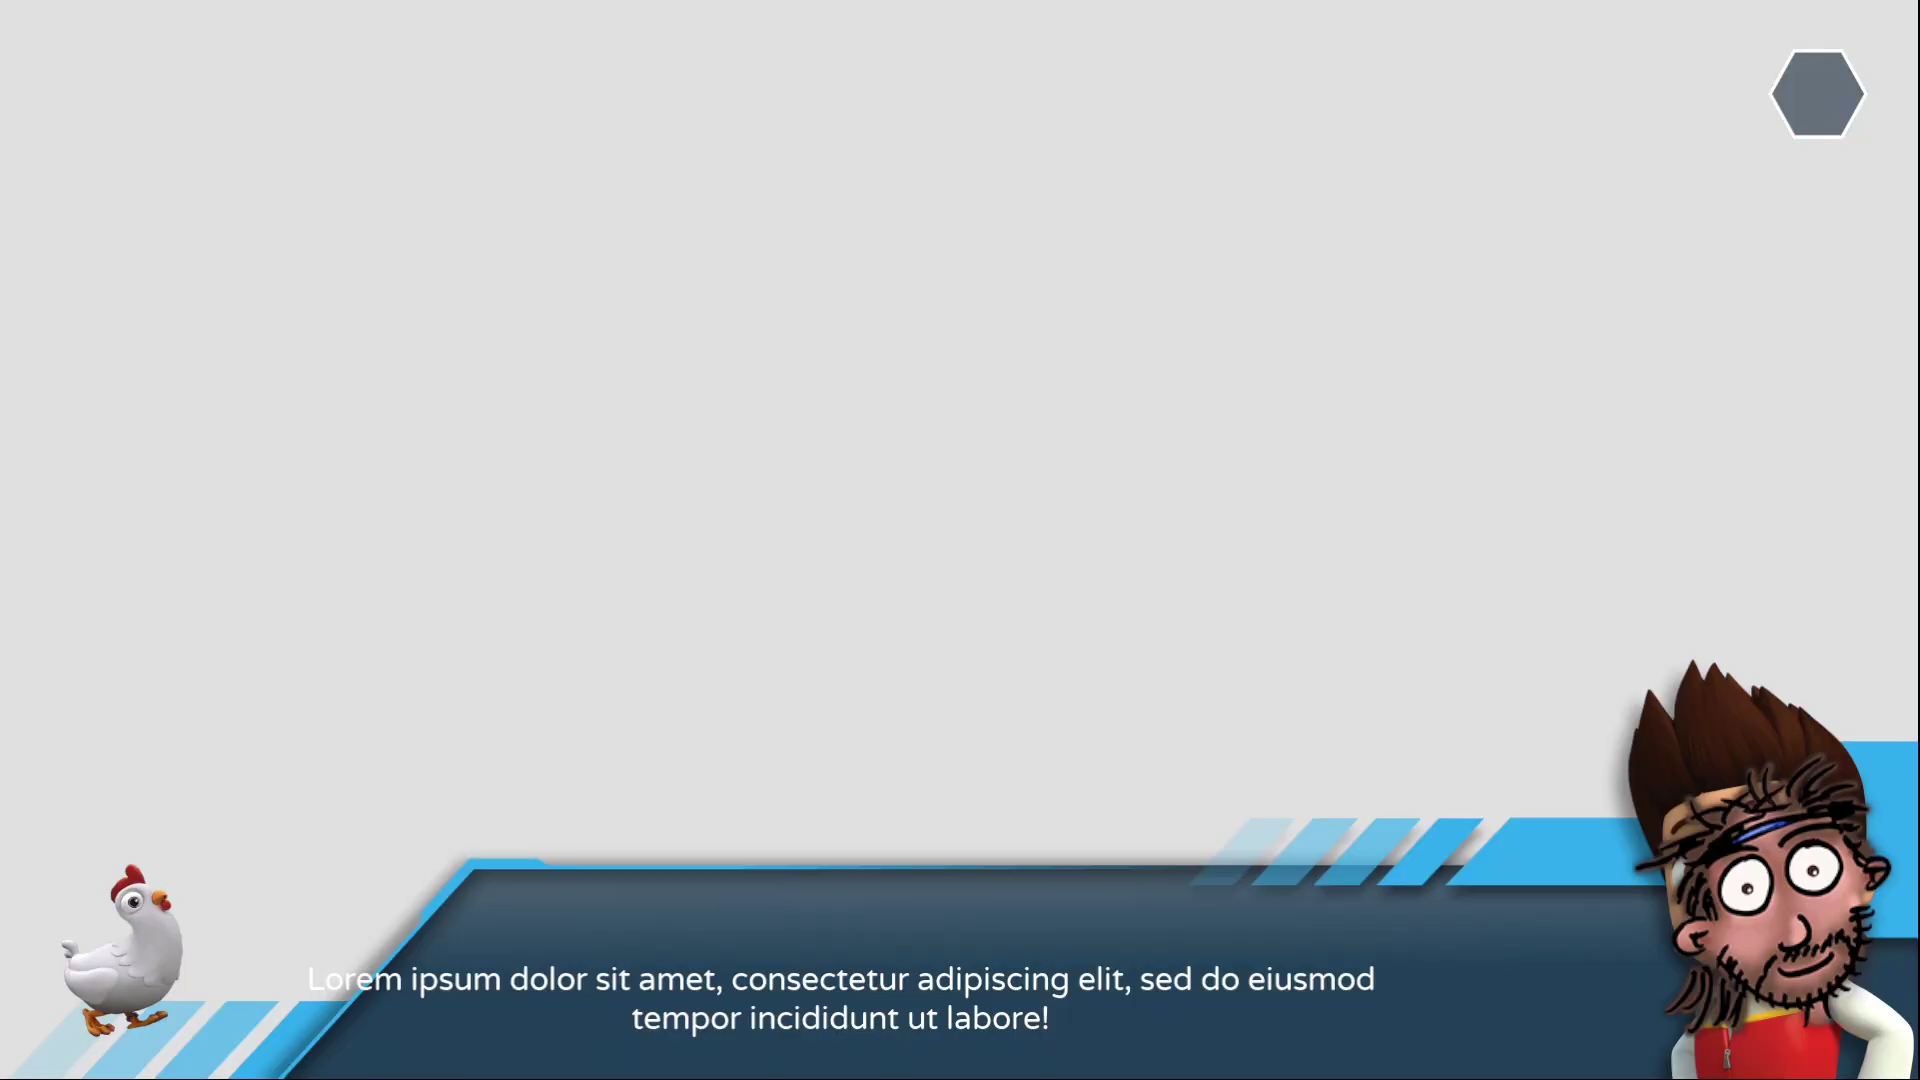 Lorem ipsum dolor sit amet, consectetur adipiscing elit, sed do eiusmod
tempor incididunt ut labore!